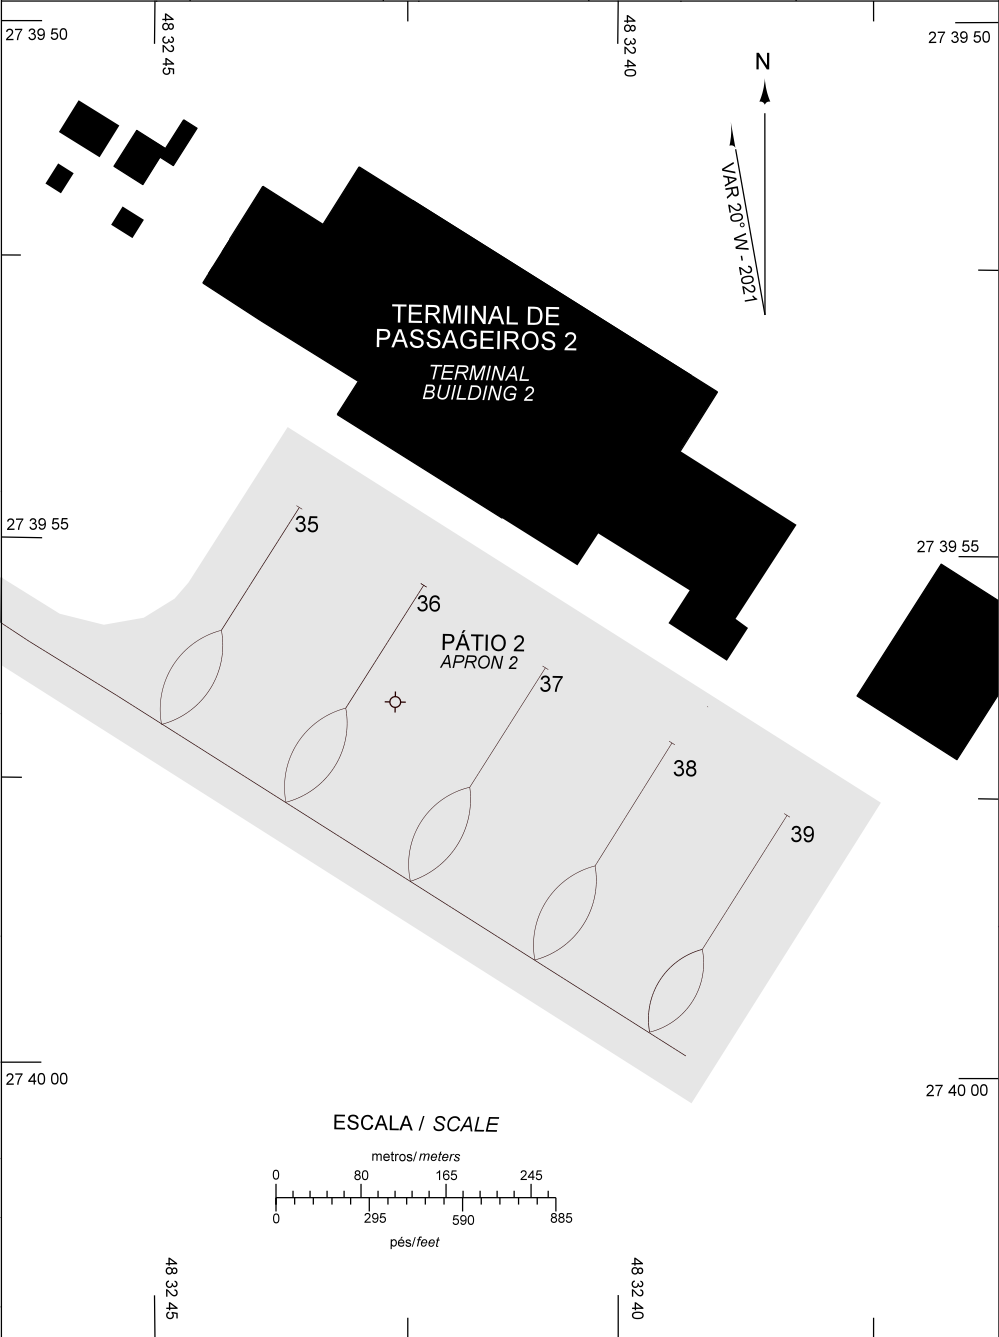 48 32 45
48 32 40
27 39 50
27 39 50
N
VAR 20° W - 2021
TERMINAL DE
PASSAGEIROS 2
TERMINAL
BUILDING 2
27 39 55
35
27 39 55
36
PÁTIO 2
APRON 2
37
38
39
27 40 00
27 40 00
ESCALA / SCALE
metros/meters
0 80 165 245
0 295 590 885
pés/feet
48 32 45
48 32 40